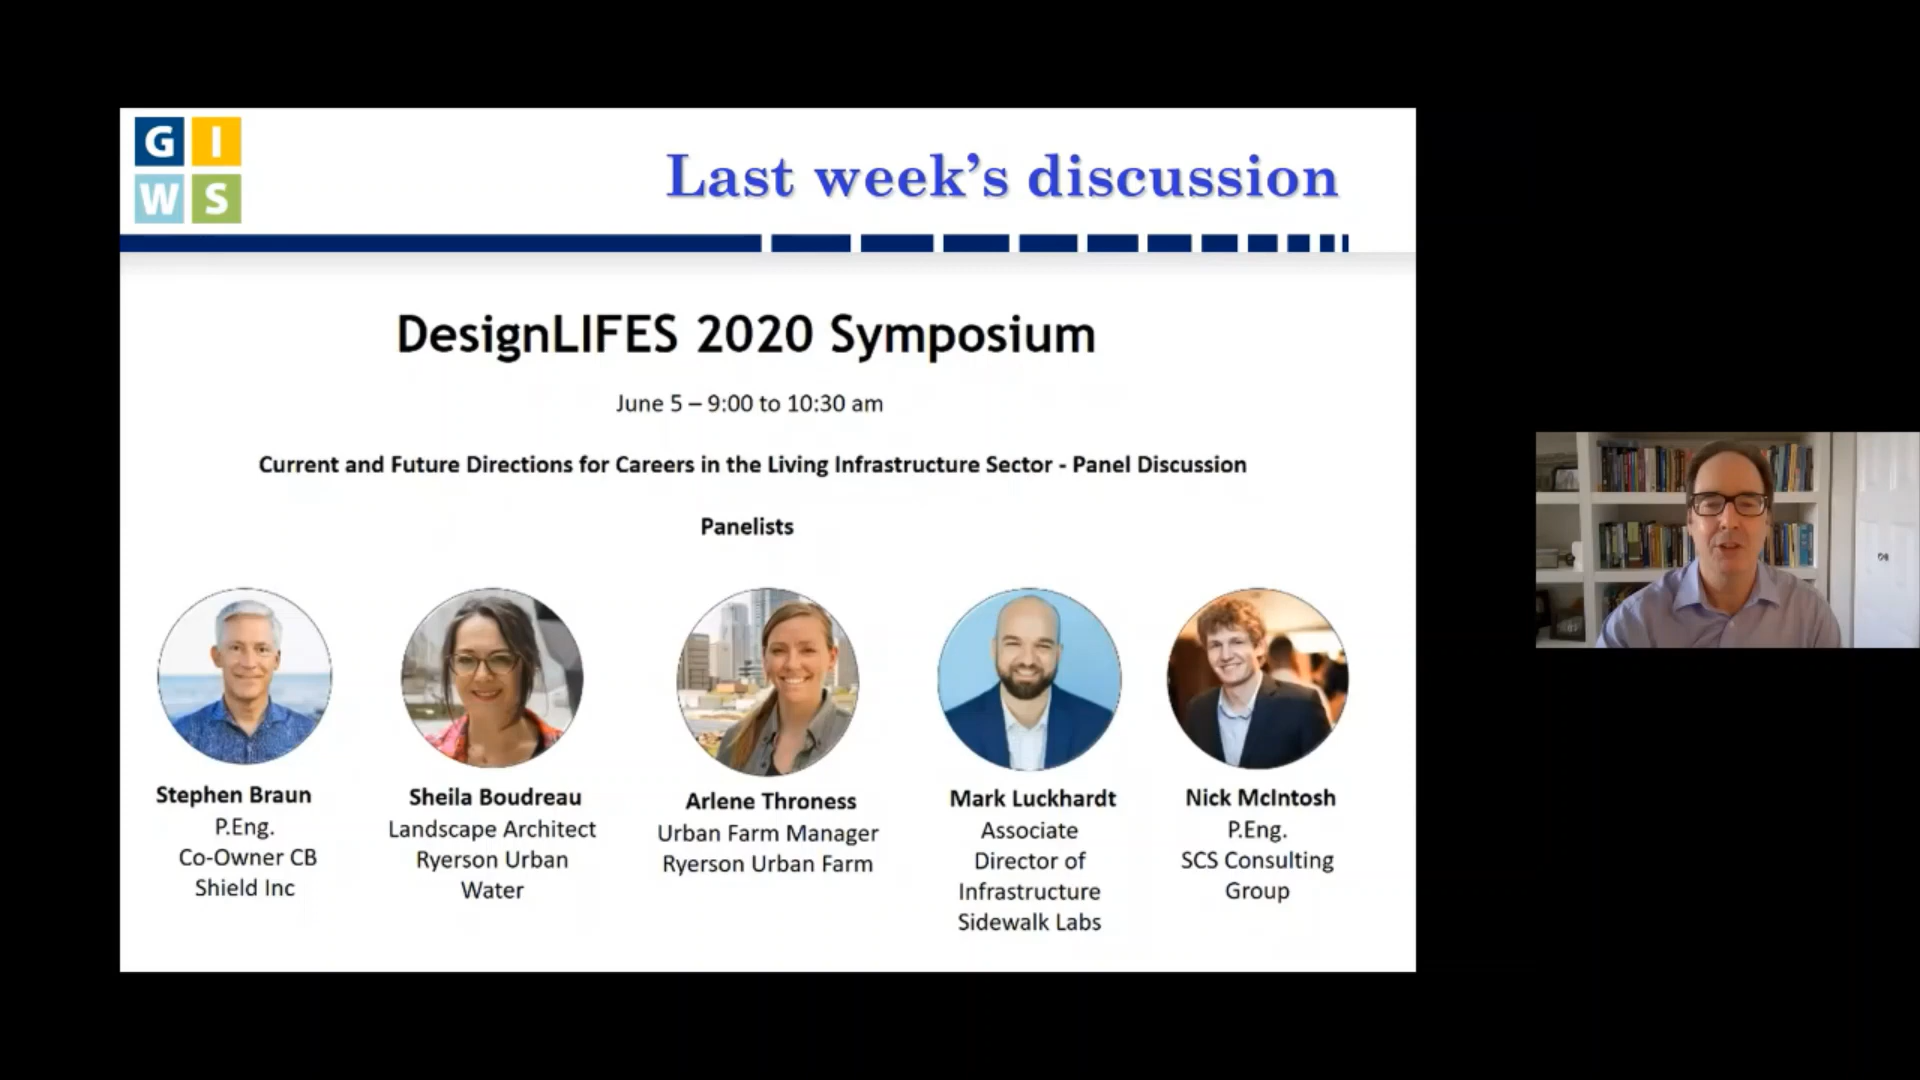 G I
W S
Last week's discussion
DesignLIFES 2020 Symposium
June 5 – 9:00 to 10:30 am
Current and Future Directions for Careers in the Living Infrastructure Sector - Panel Discussion
Panelists
Stephen Braun
P.Eng.
Co-Owner CB
Shield Inc
Sheila Boudreau
Landscape Architect
Ryerson Urban
Water
Arlene Throness
Urban Farm Manager
Ryerson Urban Farm
Mark Luckhardt
Associate
Director of
Infrastructure
Sidewalk Labs
Nick McIntosh
P.Eng.
SCS Consulting
Group